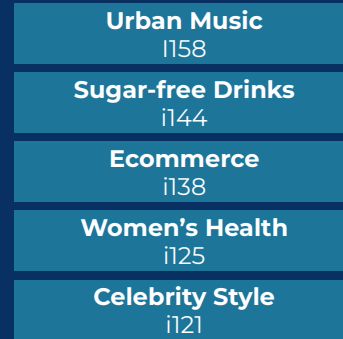 Urban Music
I158
Sugar-free Drinks
i144
Ecommerce
i138
Women's Health
i125
Celebrity Style
i121